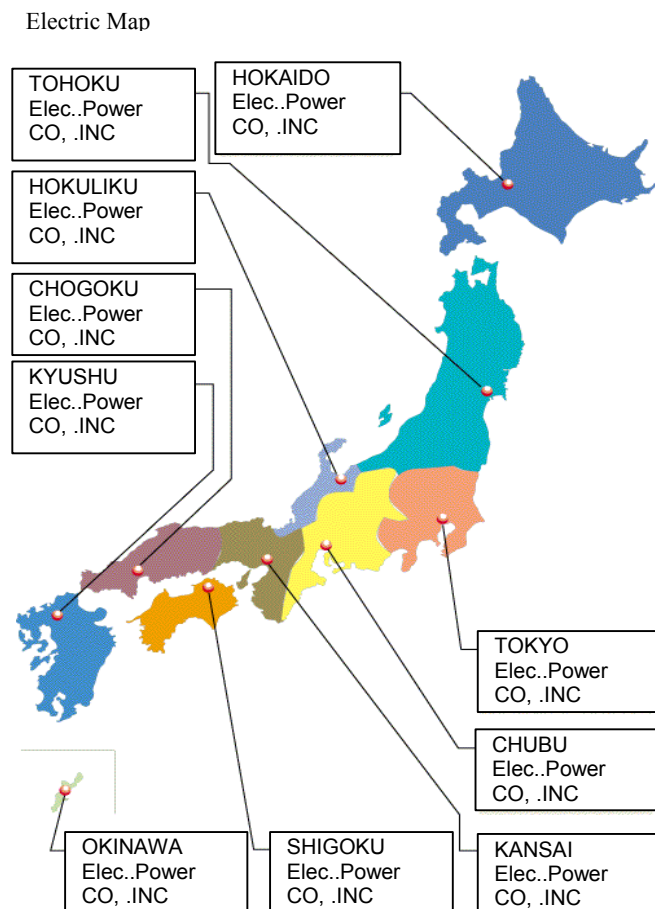 Electric Map
TOHOKU
Elec..Power
CO, .INC
HOKAIDO
Elec..Power
CO, .INC
HOKULIKU
Elec..Power
CO, .INC
CHOGOKU
Elec..Power
CO, .INC
KYUSHU
Elec..Power
CO, .INC
TOKYO
Elec..Power
CO, .INC
CHUBU
Elec..Power
CO, .INC
OKINAWA
Elec..Power
CO, .INC
SHIGOKU
Elec..Power
CO, .INC
KANSAI
Elec..Power
CO, .INC